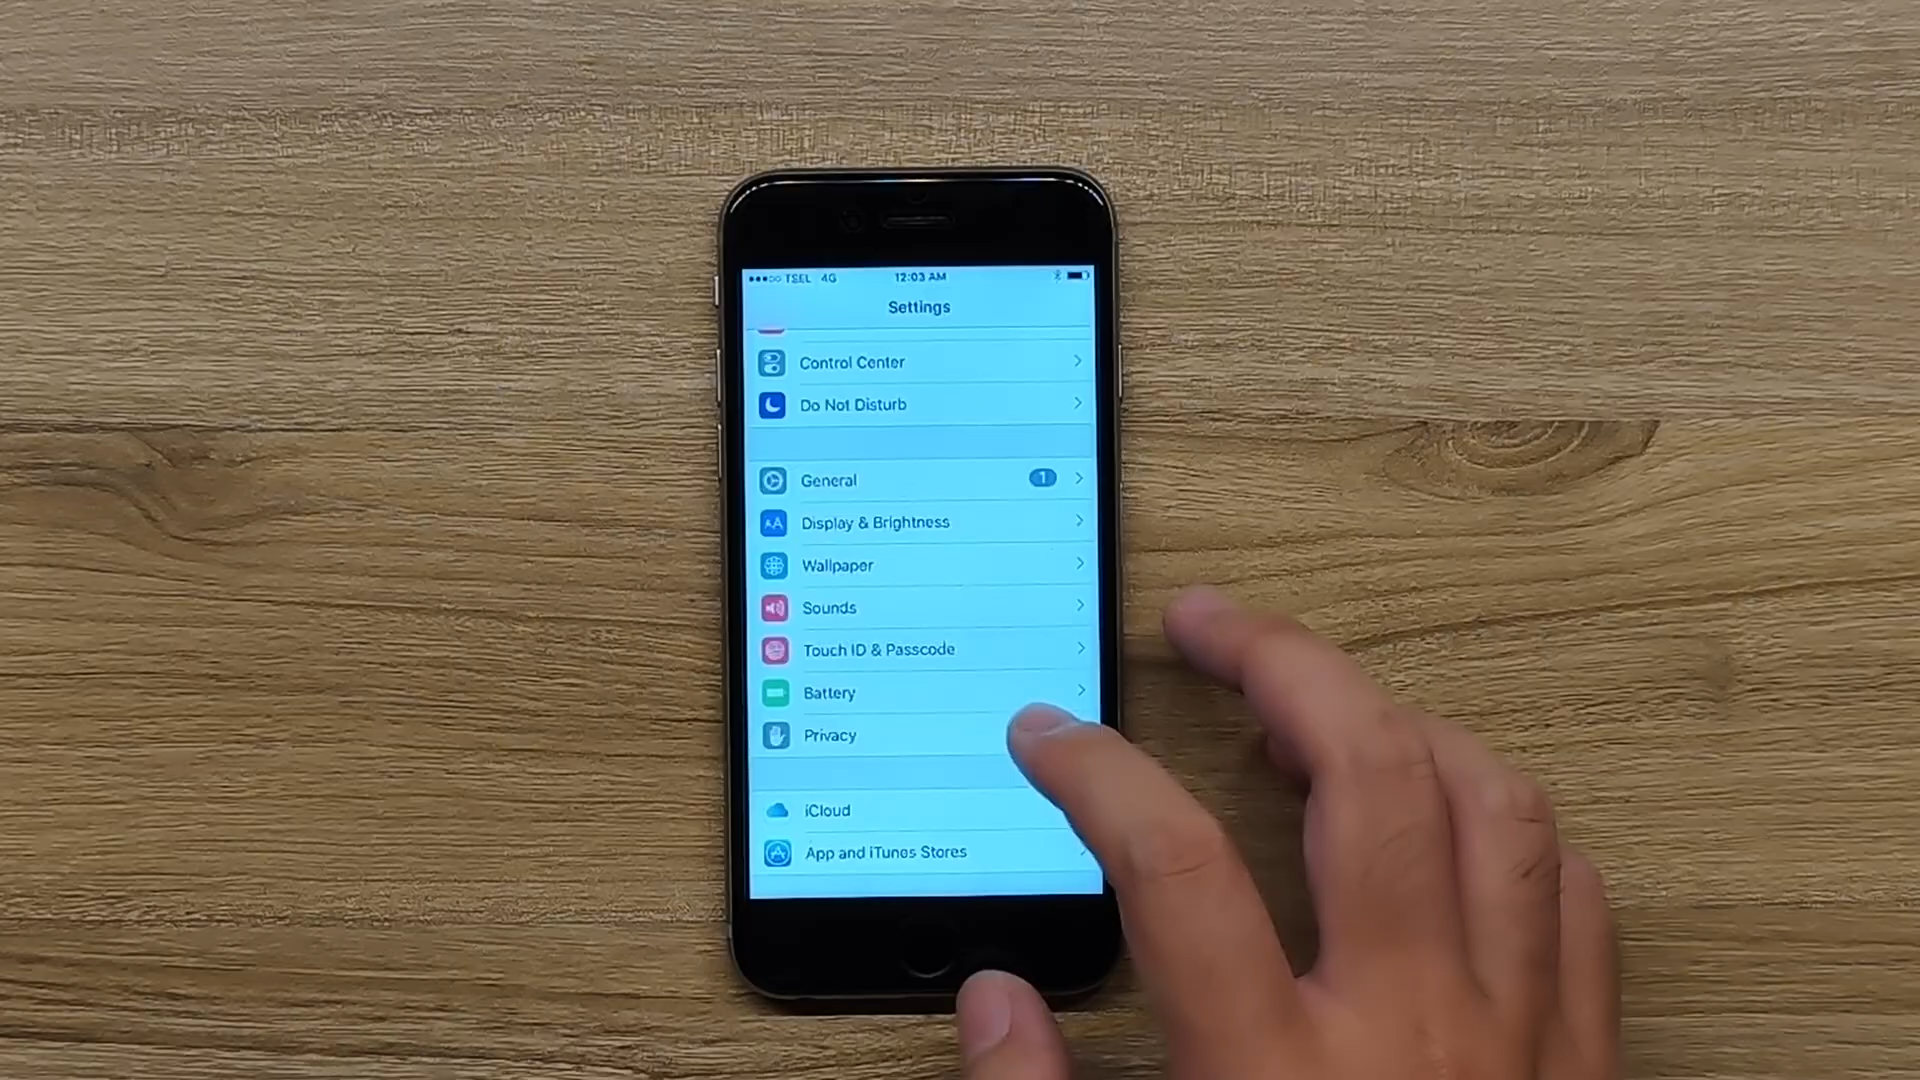 TSEL 4G 12:03 AM
Settings
Control Center
Do Not Disturb
General 1
AA Display & Brightness
Wallpaper
Sounds
Touch ID & Passcode
Battery
Privacy
iCloud
App and iTunes Stores